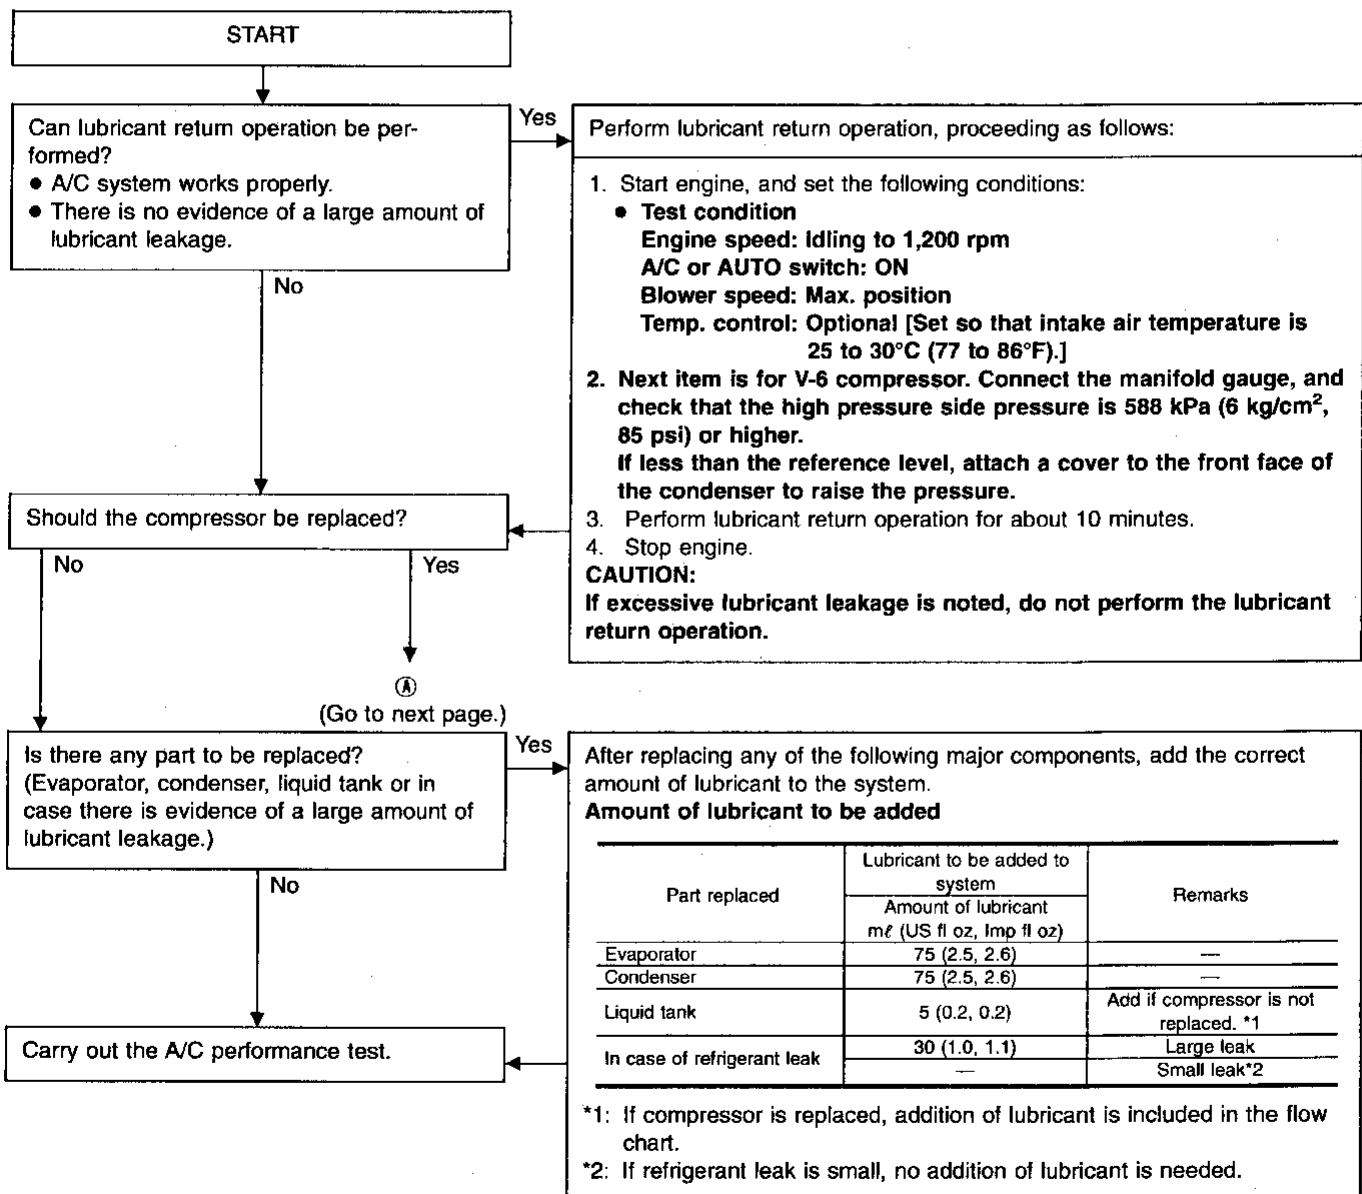 START
Can lubricant return operation be per-
formed?
● A/C system works properly.
● There is no evidence of a large amount of
lubricant leakage.
Yes
No
Perform lubricant return operation, proceeding as follows:
1. Start engine, and set the following conditions:
● Test condition
Engine speed: Idling to 1,200 rpm
A/C or AUTO switch: ON
Blower speed: Max. position
Temp. control: Optional [Set so that intake air temperature is
25 to 30°C (77 to 86°F).]
2. Next item is for V-6 compressor. Connect the manifold gauge, and
check that the high pressure side pressure is 588 kPa (6 kg/cm², 
85 psi) or higher.
If less than the reference level, attach a cover to the front face of
the condenser to raise the pressure.
3. Perform lubricant return operation for about 10 minutes.
4. Stop engine.
CAUTION:
If excessive lubricant leakage is noted, do not perform the lubricant
return operation.
Should the compressor be replaced?
No
Yes
Ⓐ
(Go to next page.)
Is there any part to be replaced?
(Evaporator, condenser, liquid tank or in
case there is evidence of a large amount of
lubricant leakage.)
Yes
No
After replacing any of the following major components, add the correct
amount of lubricant to the system.
Amount of lubricant to be added
Part replaced
Lubricant to be added to
system
Amount of lubricant
mℓ (US fl oz, Imp fl oz)
Remarks
Evaporator 75 (2.5, 2.6) —
Condenser 75 (2.5, 2.6) —
Liquid tank 5 (0.2, 0.2) Add if compressor is not
replaced. *1
In case of refrigerant leak 30 (1.0, 1.1) Large leak
— Small leak*2
*1: If compressor is replaced, addition of lubricant is included in the flow
chart.
*2: If refrigerant leak is small, no addition of lubricant is needed.
Carry out the A/C performance test.